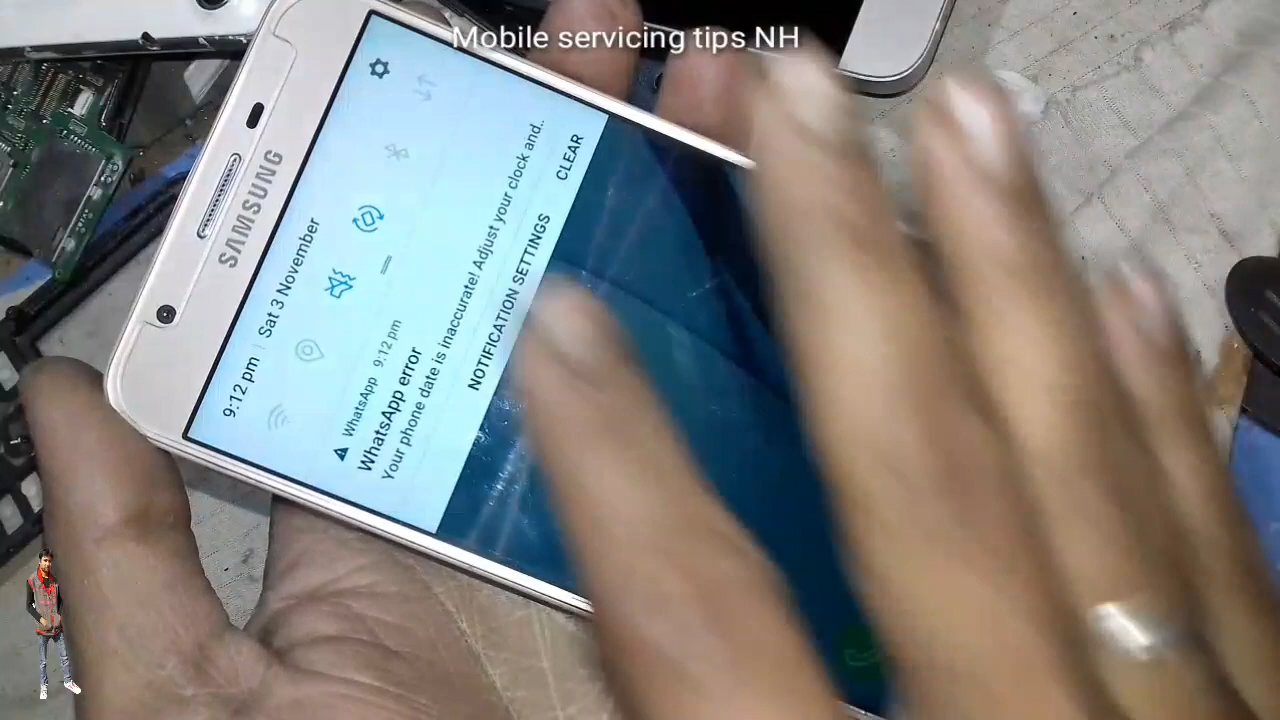 Mobile servicing tips NH
SAMSUNG
9:12 pm | Sat 3 November
WhatsApp 9:12 pm
WhatsApp error
Your phone date is inaccurate! Adjust your clock and..
NOTIFICATION SETTINGS CLEAR